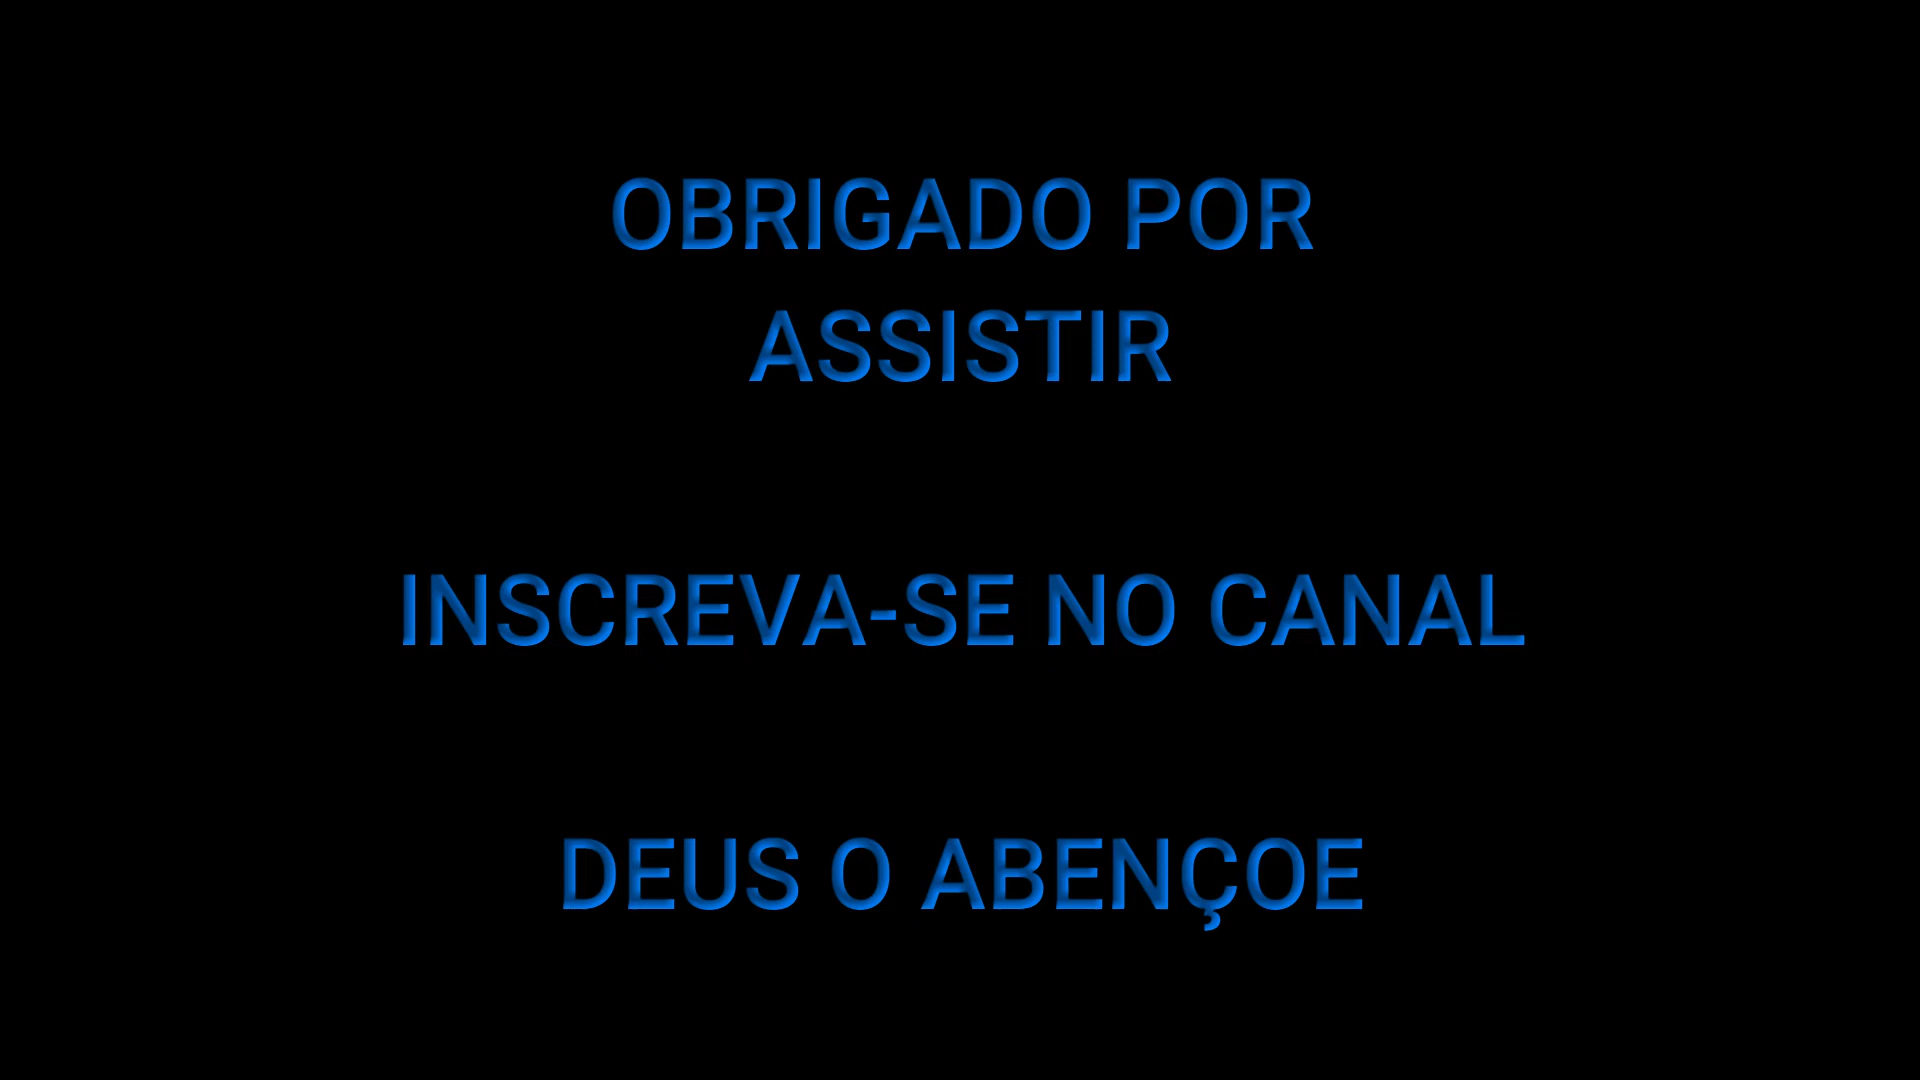 OBRIGADO POR
ASSISTIR
INSCREVA-SE NO CANAL
DEUS O ABENÇOE